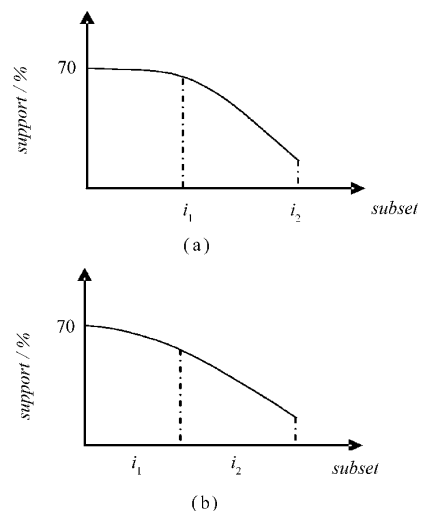 support / %
70
i₁
i₂
subset
(a)
support / %
70
i₁
i₂
subset
(b)